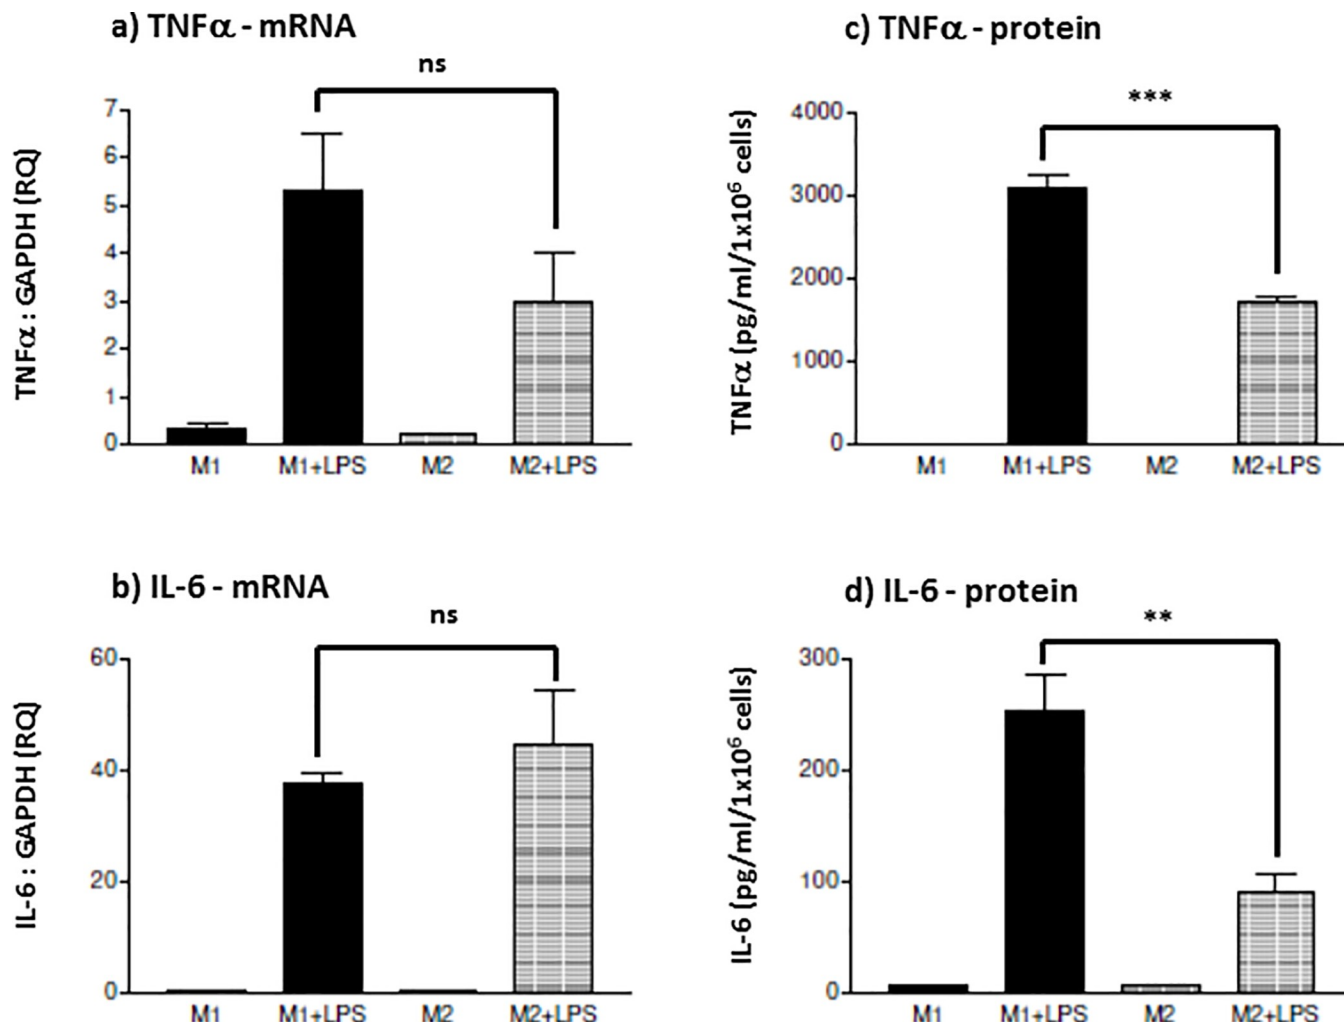 a) TNFα - mRNA
ns
TNFα : GAPDH (RQ)
7
6
5
4
3
2
1
0
M1 M1+LPS M2 M2+LPS
c) TNFα - protein
***
TNFα (pg/ml/1x10⁶ cells)
4000
3000
2000
1000
0
M1 M1+LPS M2 M2+LPS
b) IL-6 - mRNA
ns
IL-6 : GAPDH (RQ)
60
40
20
0
M1 M1+LPS M2 M2+LPS
d) IL-6 - protein
**
IL-6 (pg/ml/1x10⁶ cells)
300
200
100
0
M1 M1+LPS M2 M2+LPS